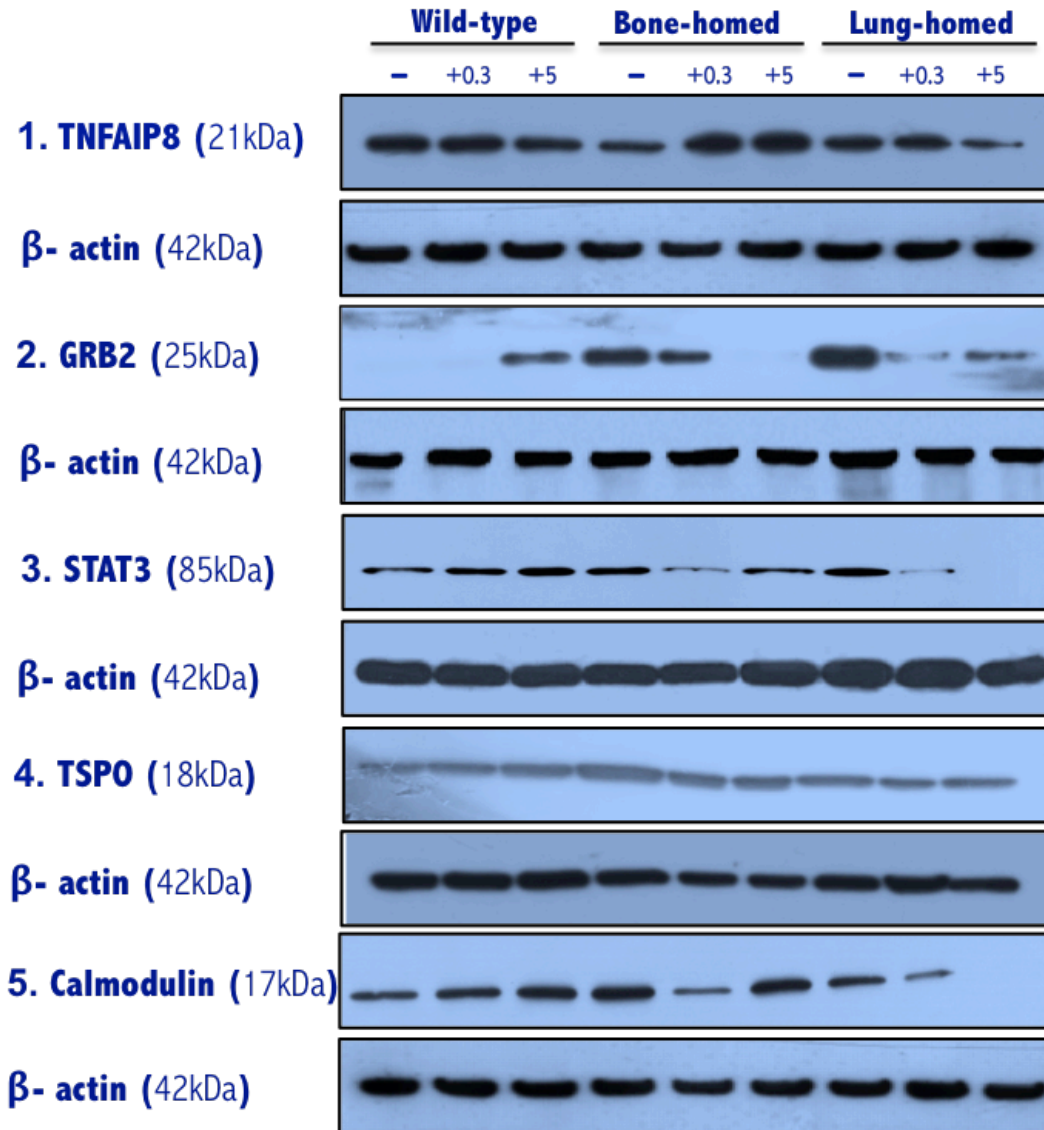 Wild-type Bone-homed Lung-homed
– +0.3 +5 – +0.3 +5 – +0.3 +5
1. TNFAIP8 (21kDa)
β- actin (42kDa)
2. GRB2 (25kDa)
β- actin (42kDa)
3. STAT3 (85kDa)
β- actin (42kDa)
4. TSPO (18kDa)
β- actin (42kDa)
5. Calmodulin (17kDa)
β- actin (42kDa)